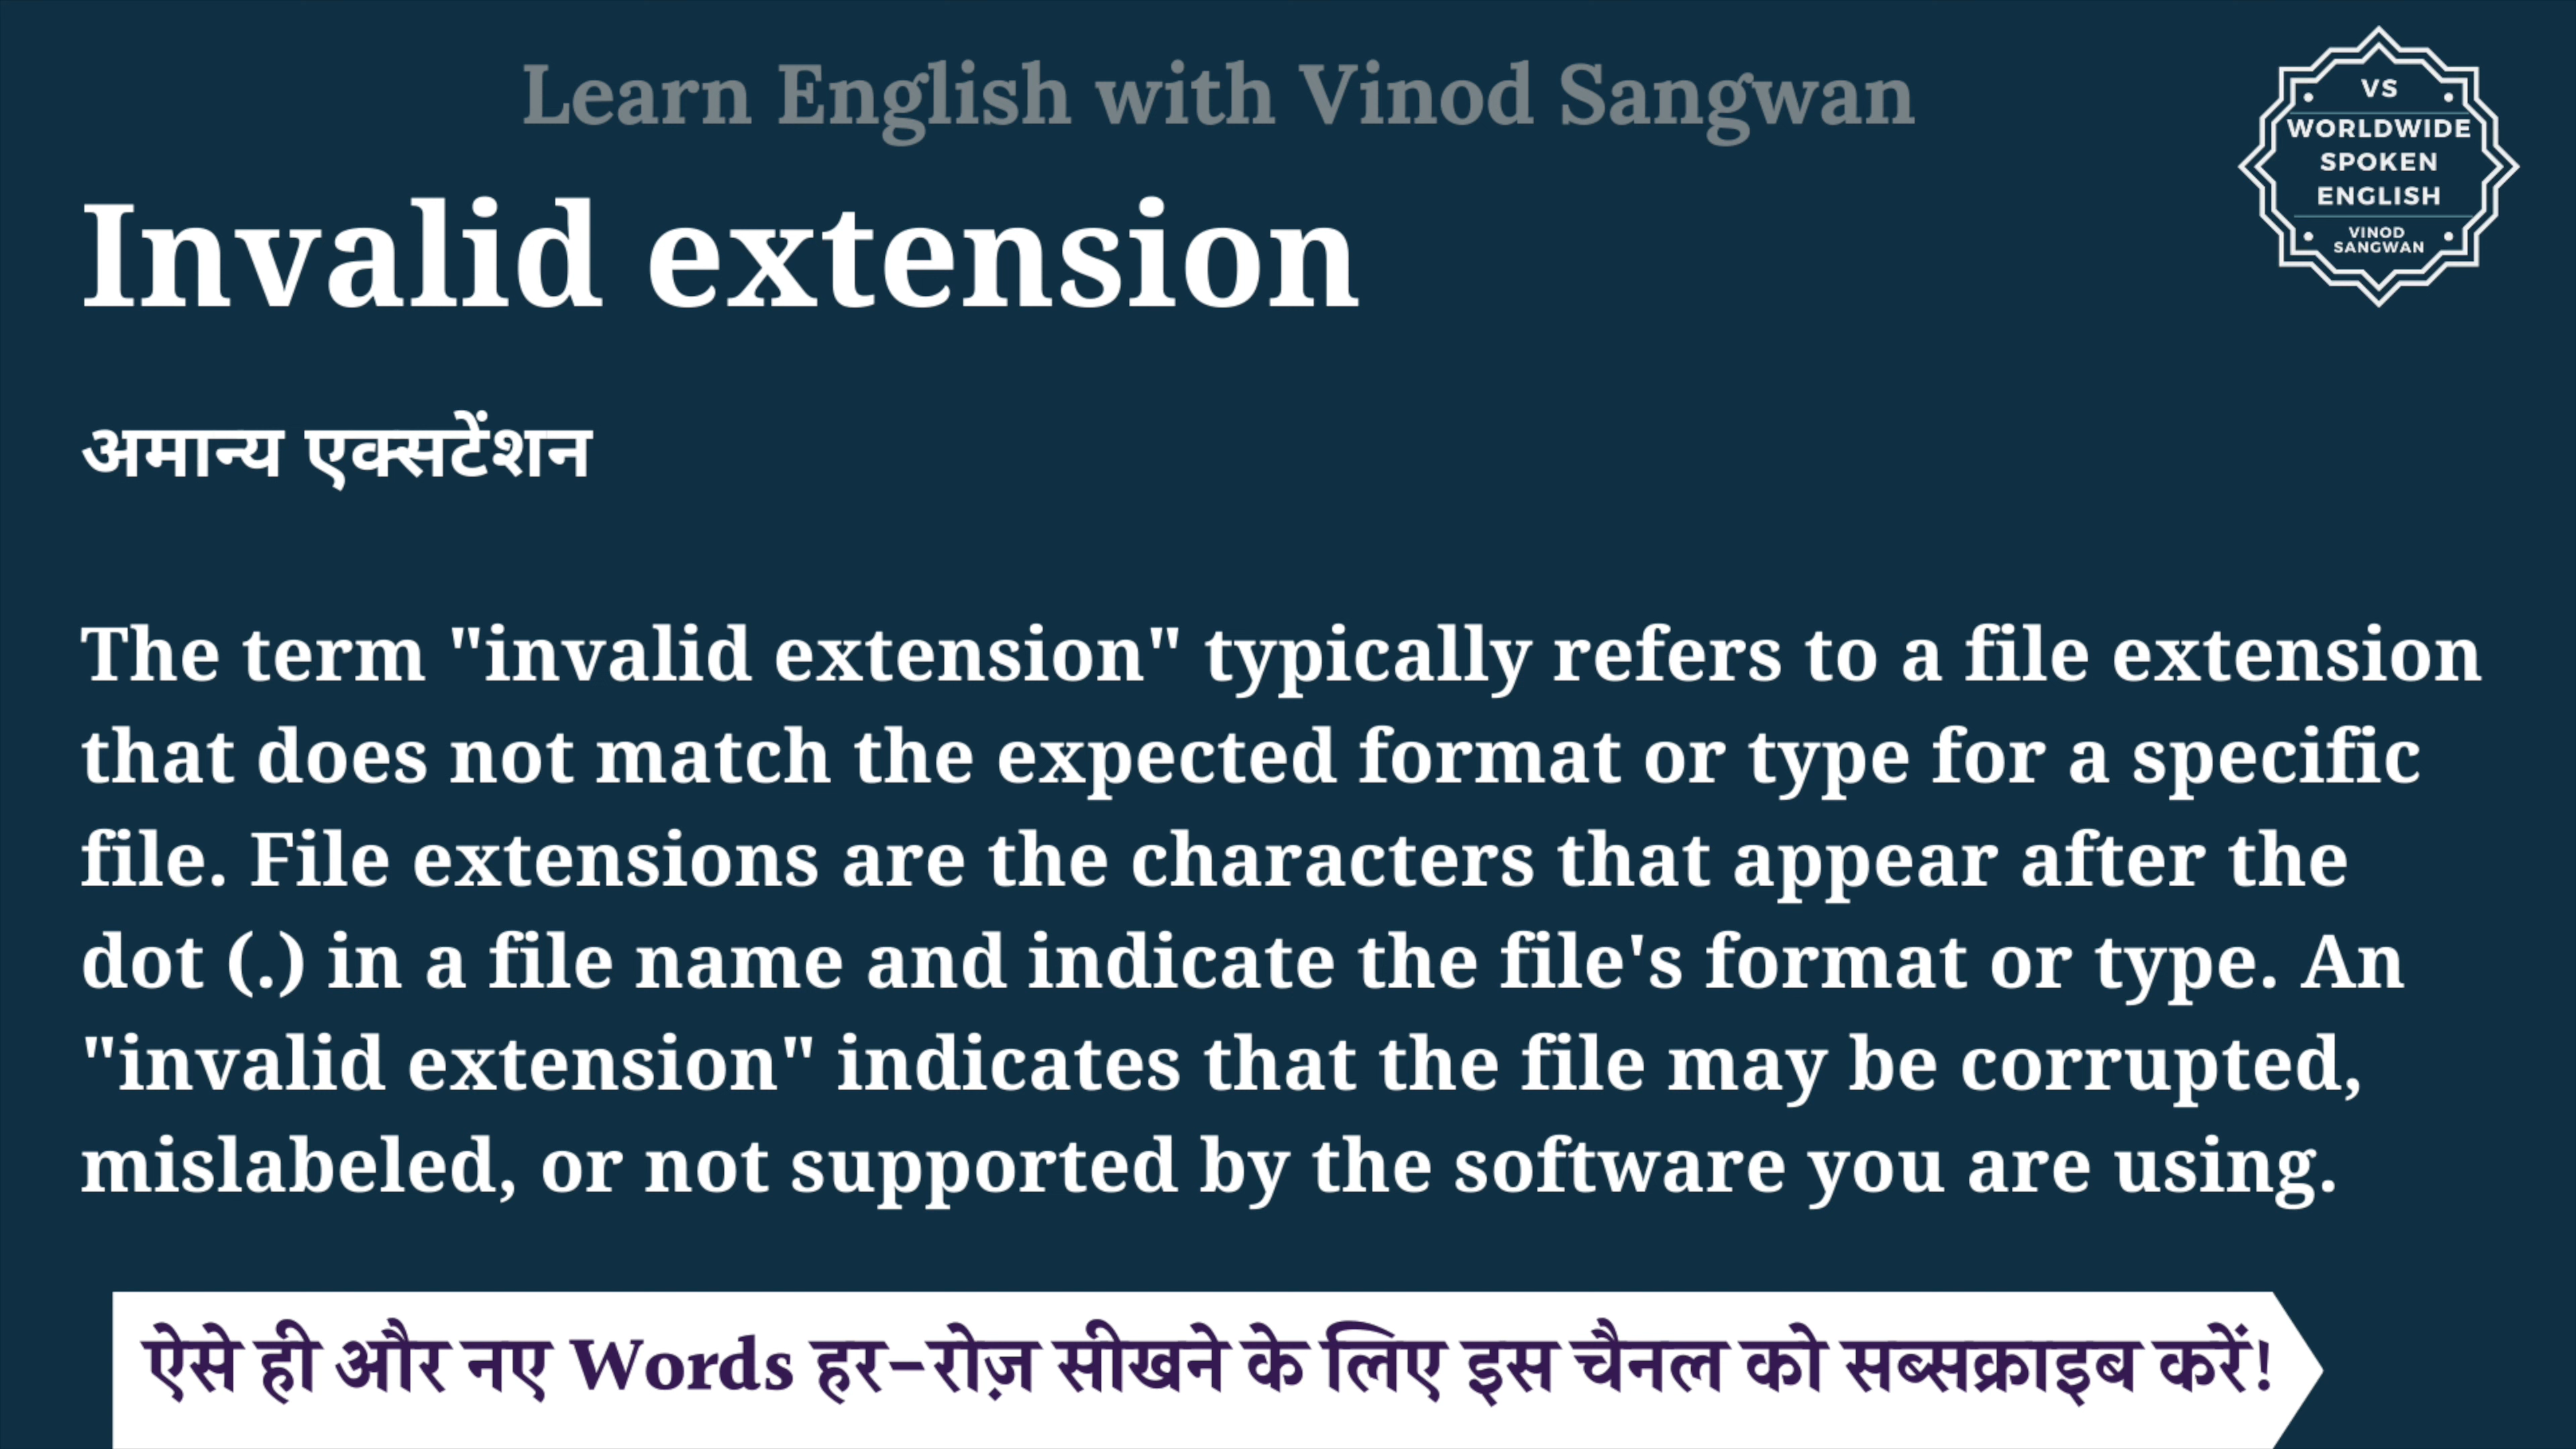 Learn English with Vinod Sangwan
VS
WORLDWIDE
SPOKEN
ENGLISH
VINOD
SANGWAN
Invalid extension
अमान्य एक्सटेंशन
The term "invalid extension" typically refers to a file extension
that does not match the expected format or type for a specific
file. File extensions are the characters that appear after the
dot (.) in a file name and indicate the file's format or type. An
"invalid extension" indicates that the file may be corrupted,
mislabeled, or not supported by the software you are using.
ऐसे ही और नए Words हर-रोज़ सीखने के लिए इस चैनल को सब्सक्राइब करें!